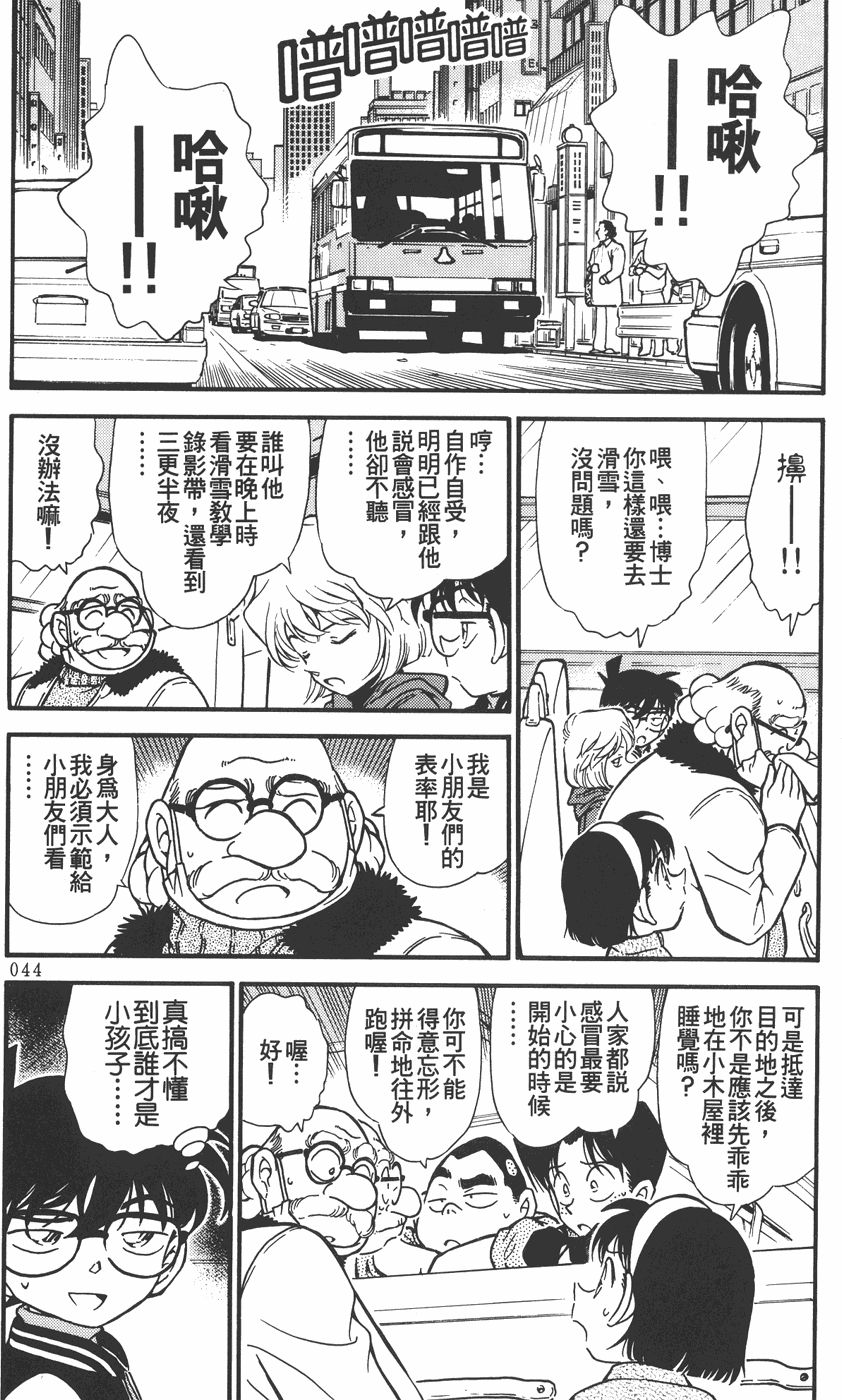 噜噜噜噜噜
哈啾
——!!
哈啾
——!!
擤——!!
喂、喂…博士
你這樣還要去
滑雪，
沒問題嗎？
哼…
自作自受，
明明已經跟他
說會感冒，
他卻不聽
……
誰叫他
要在晚上時
看滑雪教學
錄影帶，還看到
三更半夜
……
沒辦法嘛！
我是
小朋友們的
表率耶！
身為大人，
我必須示範給
小朋友們看
……
044
可是抵達
目的地之後，
你不是應該先乖乖
地在小木屋裡
睡覺嗎？
人家都說
感冒最要
小心的是
開始的時候
……
你可不能
得意忘形，
拼命地往外
跑喔！
喔…
好！
真搞不懂
到底誰才是
小孩子……